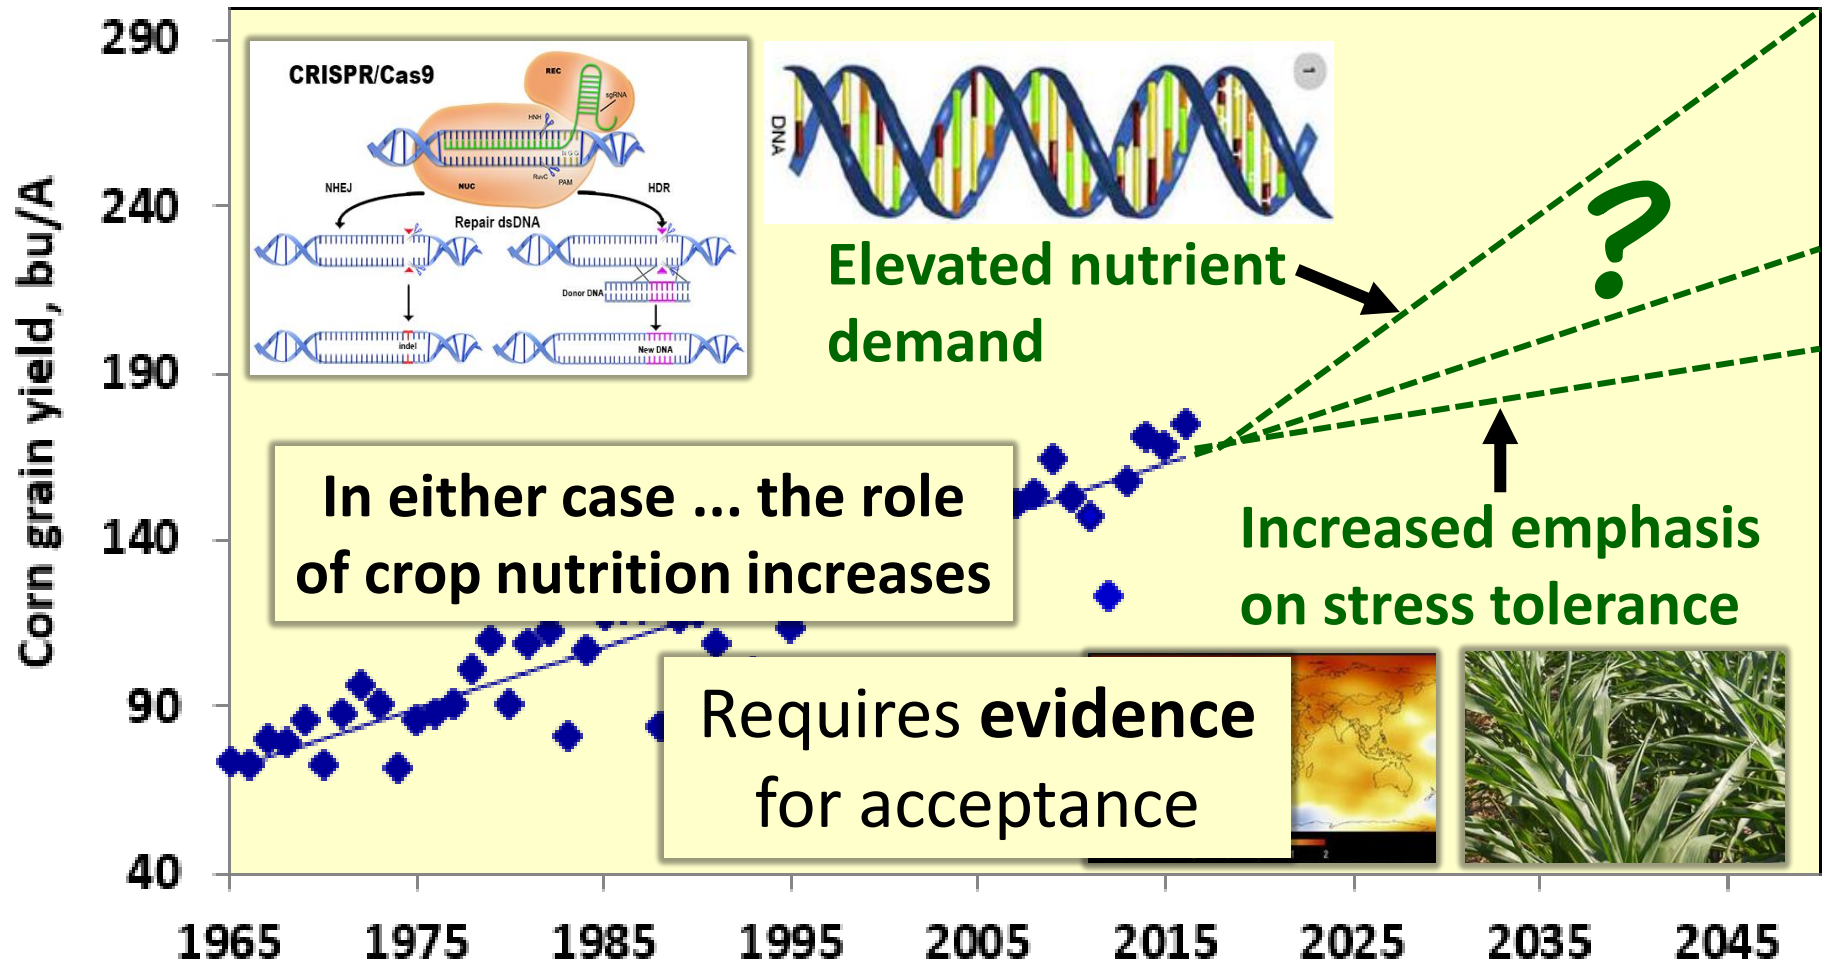 Corn grain yield, bu/A
290
240
190
140
90
40
1965
1975
1985
1995
2005
2015
2025
2035
2045
CRISPR/Cas9
REC
sgRNA
HNH
NGG
RuvC
PAM
NUC
NHEJ
HDR
Repair dsDNA
Donor DNA
indel
New DNA
DNA
1
Elevated nutrient
demand
?
In either case ... the role
of crop nutrition increases
Increased emphasis
on stress tolerance
Requires evidence
for acceptance
2